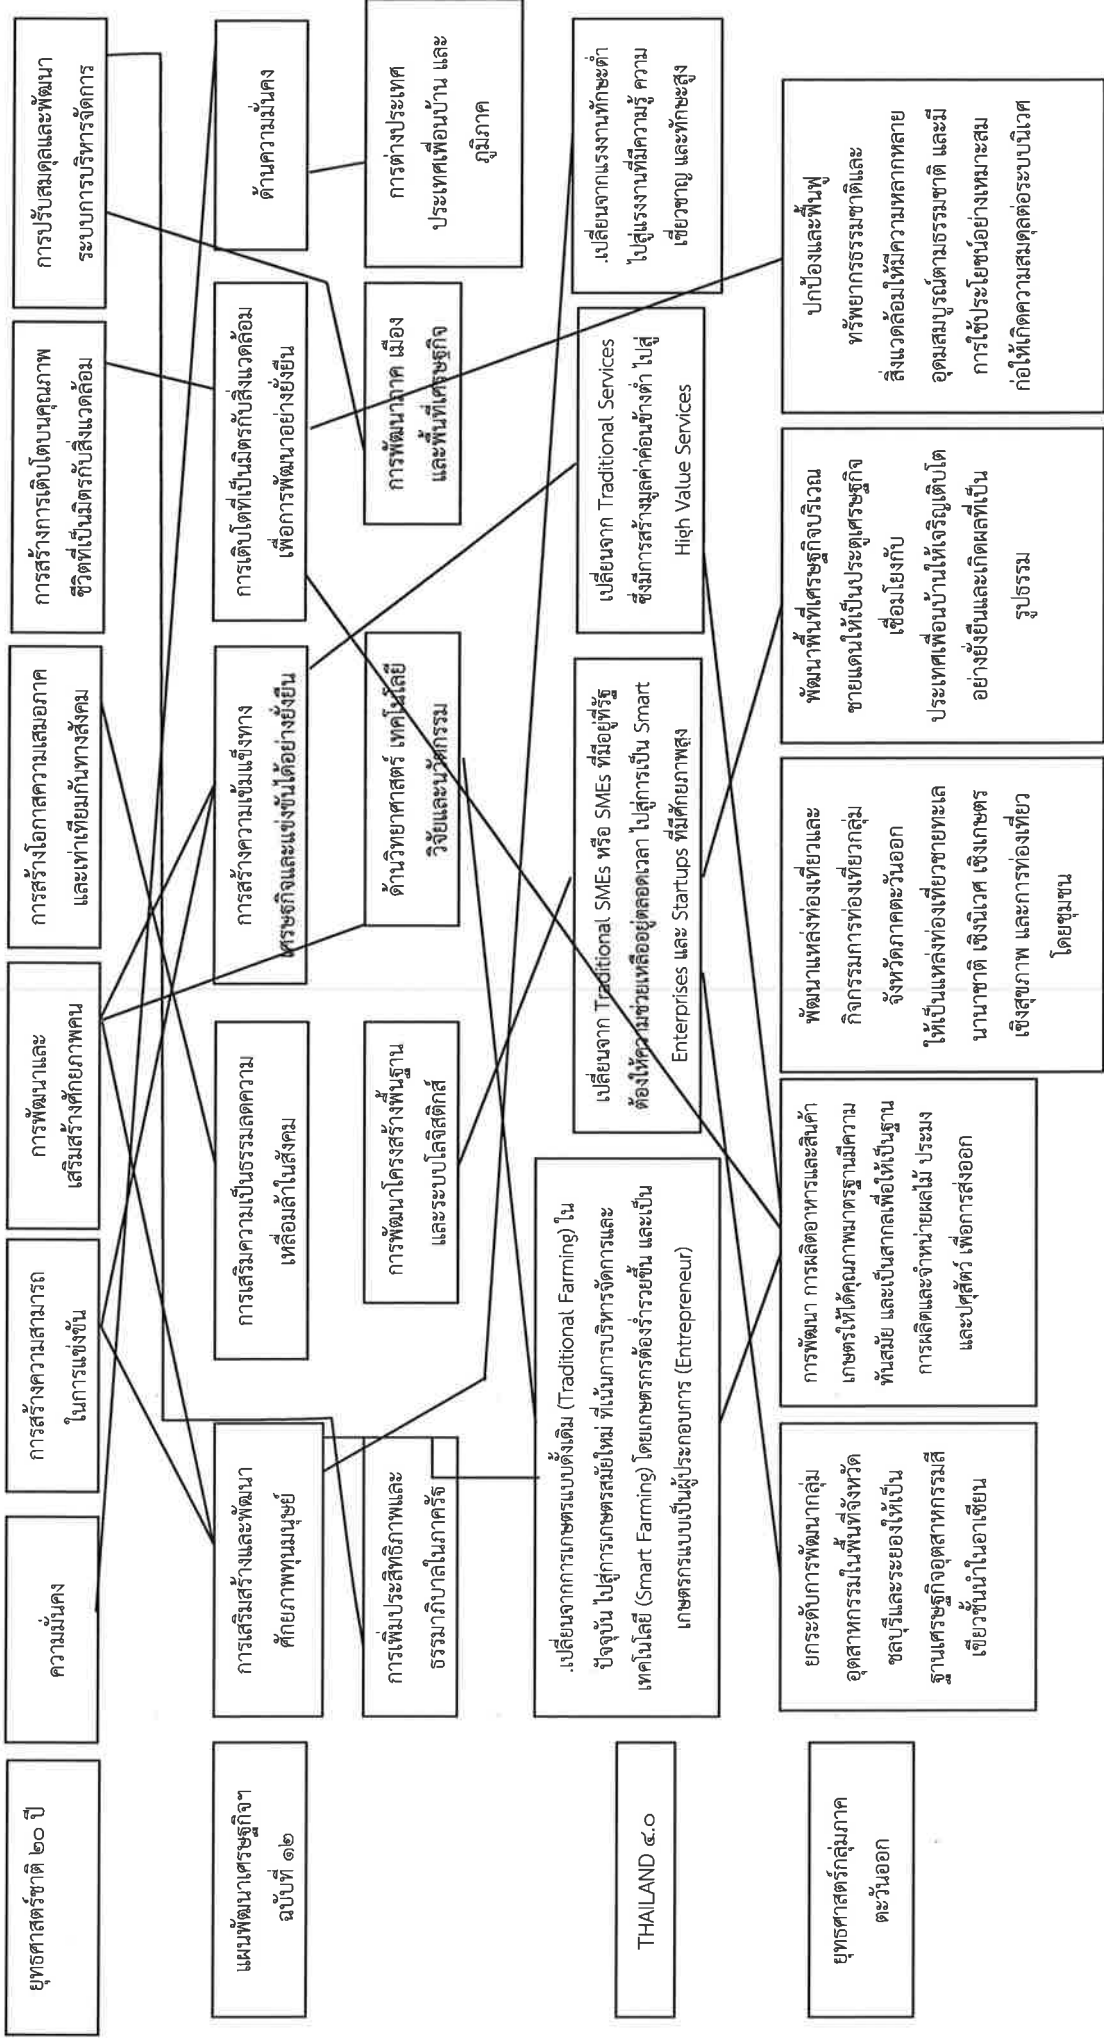 ยุทธศาสตร์ชาติ ๒๐ ปี
ความมั่นคง
การสร้างความสามารถ
ในการแข่งขัน
การพัฒนาและ
เสริมสร้างศักยภาพคน
การสร้างโอกาสความเสมอภาค
และเท่าเทียมกันทางสังคม
การสร้างการเติบโตบนคุณภาพ
ชีวิตที่เป็นมิตรกับสิ่งแวดล้อม
การปรับสมดุลและพัฒนา
ระบบการบริหารจัดการ
แผนพัฒนาเศรษฐกิจฯ
ฉบับที่ ๑๒
การเสริมสร้างและพัฒนา
ศักยภาพทุนมนุษย์
การเสริมความเป็นธรรมลดความ
เหลื่อมล้ำในสังคม
การสร้างความเข้มแข็งทาง
เศรษฐกิจและแข่งขันได้อย่างยั่งยืน
การเติบโตที่เป็นมิตรกับสิ่งแวดล้อม
เพื่อการพัฒนาอย่างยั่งยืน
ด้านความมั่นคง
การเพิ่มประสิทธิภาพและ
ธรรมาภิบาลในภาครัฐ
การพัฒนาโครงสร้างพื้นฐาน
และระบบโลจิสติกส์
ด้านวิทยาศาสตร์ เทคโนโลยี
วิจัยและนวัตกรรม
การพัฒนาภาค เมือง
และพื้นที่เศรษฐกิจ
การต่างประเทศ
ประเทศเพื่อนบ้าน และ
ภูมิภาค
THAILAND ๔.๐
.เปลี่ยนจากการเกษตรแบบดั้งเดิม (Traditional Farming) ใน
ปัจจุบัน ไปสู่การเกษตรสมัยใหม่ ที่เน้นการบริหารจัดการและ
เทคโนโลยี (Smart Farming) โดยเกษตรกรต้องร่ำรวยขึ้น และเป็น
เกษตรกรแบบเป็นผู้ประกอบการ (Entrepreneur)
เปลี่ยนจาก Traditional SMEs หรือ SMEs ที่มีอยู่ที่รัฐ
ต้องให้ความช่วยเหลืออยู่ตลอดเวลา ไปสู่การเป็น Smart
Enterprises และ Startups ที่มีศักยภาพสูง
เปลี่ยนจาก Traditional Services
ซึ่งมีการสร้างมูลค่าค่อนข้างต่ำ ไปสู่
High Value Services
.เปลี่ยนจากแรงงานทักษะต่ำ
ไปสู่แรงงานที่มีความรู้ ความ
เชี่ยวชาญ และทักษะสูง
ยุทธศาสตร์กลุ่มภาค
ตะวันออก
ยกระดับการพัฒนากลุ่ม
อุตสาหกรรมในพื้นที่จังหวัด
ชลบุรีและระยองให้เป็น
ฐานเศรษฐกิจอุตสาหกรรมสี
เขียวชั้นนำในอาเซียน
การพัฒนา การผลิตอาหารและสินค้า
เกษตรให้ได้คุณภาพมาตรฐานมีความ
ทันสมัย และเป็นสากลเพื่อให้เป็นฐาน
การผลิตและจำหน่ายผลไม้ ประมง
และปศุสัตว์ เพื่อการส่งออก
พัฒนาแหล่งท่องเที่ยวและ
กิจกรรมการท่องเที่ยวกลุ่ม
จังหวัดภาคตะวันออก
ให้เป็นแหล่งท่องเที่ยวชายทะเล
นานาชาติ เชิงนิเวศ เชิงเกษตร
เชิงสุขภาพ และการท่องเที่ยว
โดยชุมชน
พัฒนาพื้นที่เศรษฐกิจบริเวณ
ชายแดนให้เป็นประตูเศรษฐกิจ
เชื่อมโยงกับ
ประเทศเพื่อนบ้านให้เจริญเติบโต
อย่างยั่งยืนและเกิดผลที่เป็น
รูปธรรม
ปกป้องและฟื้นฟู
ทรัพยากรธรรมชาติและ
สิ่งแวดล้อมให้มีความหลากหลาย
อุดมสมบูรณ์ตามธรรมชาติ และมี
การใช้ประโยชน์อย่างเหมาะสม
ก่อให้เกิดความสมดุลต่อระบบนิเวศ